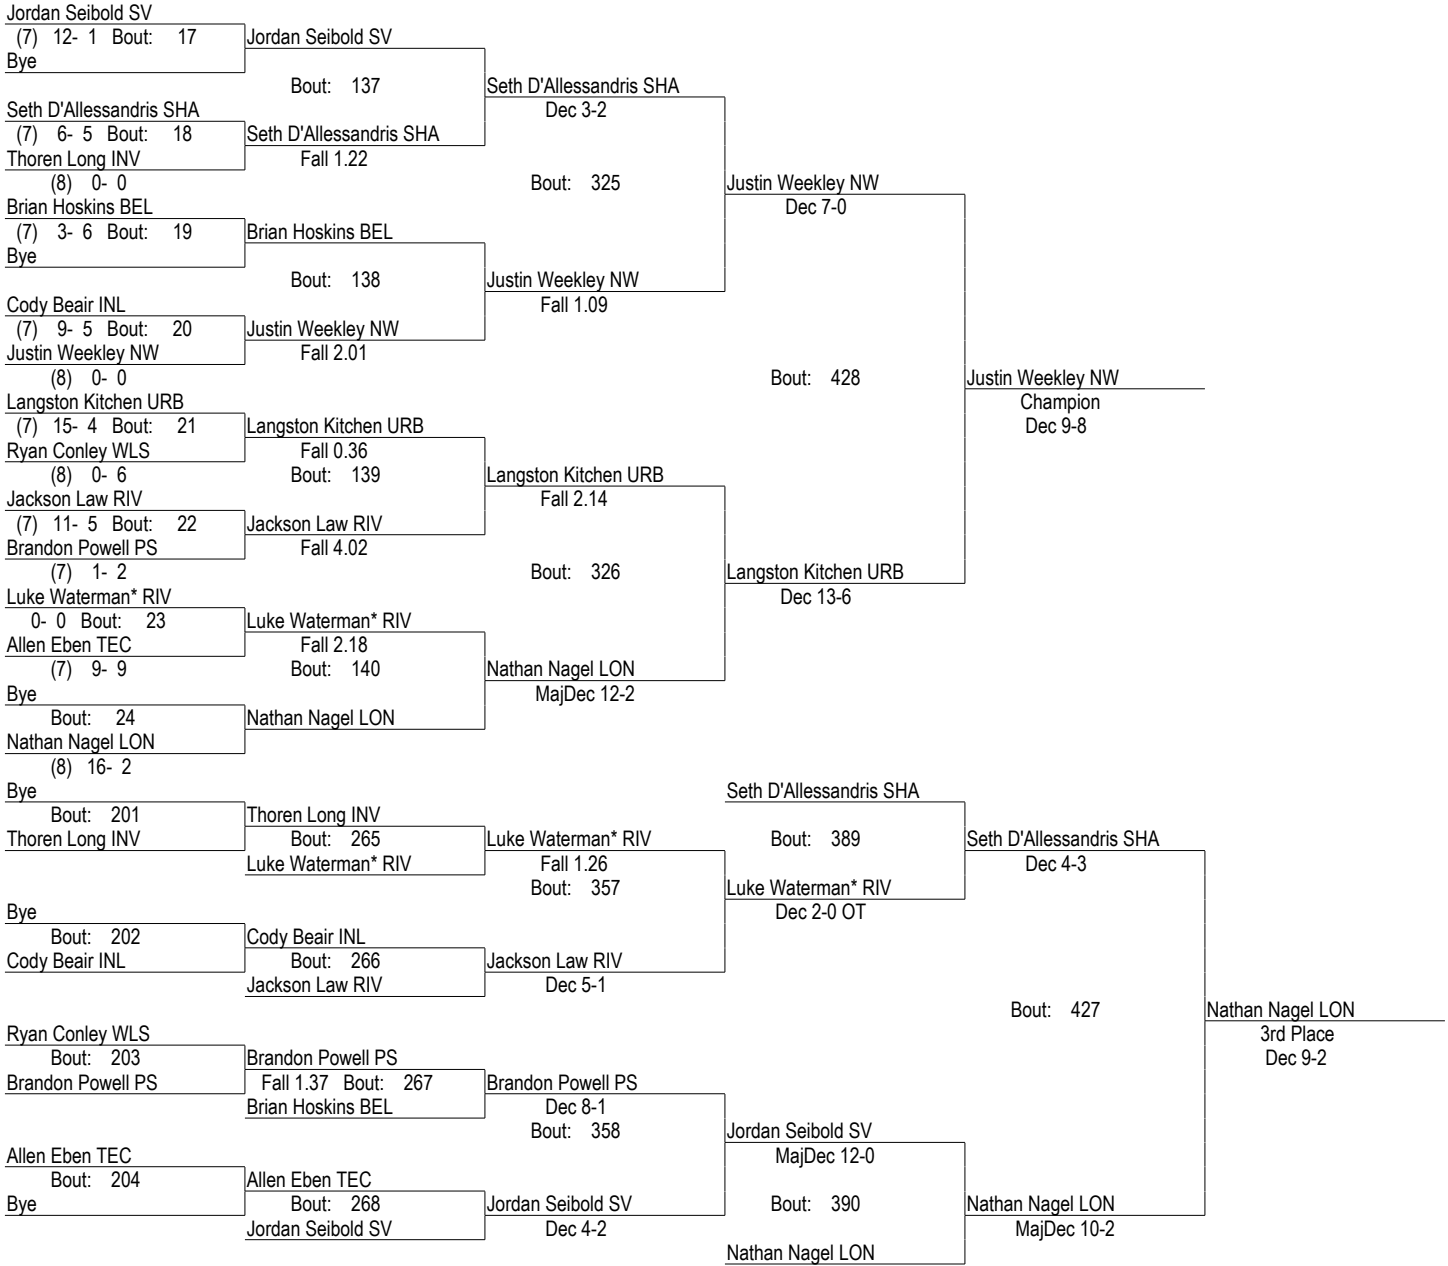 Jordan Seibold SV
(7) 12- 1 Bout: 17 Jordan Seibold SV
Bye
Bout: 137 Seth D'Allessandris SHA
Seth D'Allessandris SHA Dec 3-2
(7) 6- 5 Bout: 18 Seth D'Allessandris SHA
Thoren Long INV Fall 1.22
(8) 0- 0 Bout: 325 Justin Weekley NW
Brian Hoskins BEL Dec 7-0
(7) 3- 6 Bout: 19 Brian Hoskins BEL
Bye
Bout: 138 Justin Weekley NW
Cody Beair INL Fall 1.09
(7) 9- 5 Bout: 20 Justin Weekley NW
Justin Weekley NW Fall 2.01
(8) 0- 0 Bout: 428 Justin Weekley NW
Langston Kitchen URB Champion
(7) 15- 4 Bout: 21 Langston Kitchen URB Dec 9-8
Ryan Conley WLS Fall 0.36
(8) 0- 6 Bout: 139 Langston Kitchen URB
Jackson Law RIV Fall 2.14
(7) 11- 5 Bout: 22 Jackson Law RIV
Brandon Powell PS Fall 4.02
(7) 1- 2 Bout: 326 Langston Kitchen URB
Luke Waterman* RIV Dec 13-6
0- 0 Bout: 23 Luke Waterman* RIV
Allen Eben TEC Fall 2.18
(7) 9- 9 Bout: 140 Nathan Nagel LON
Bye MajDec 12-2
Bout: 24 Nathan Nagel LON
Nathan Nagel LON
(8) 16- 2
Bye Seth D'Allessandris SHA
Bout: 201 Thoren Long INV
Thoren Long INV Bout: 265 Luke Waterman* RIV Bout: 389 Seth D'Allessandris SHA
Luke Waterman* RIV Fall 1.26 Dec 4-3
Bout: 357 Luke Waterman* RIV
Bye Dec 2-0 OT
Bout: 202 Cody Beair INL
Cody Beair INL Bout: 266 Jackson Law RIV
Jackson Law RIV Dec 5-1
Bout: 427 Nathan Nagel LON
Ryan Conley WLS 3rd Place
Bout: 203 Brandon Powell PS Dec 9-2
Brandon Powell PS Fall 1.37 Bout: 267 Brandon Powell PS
Brian Hoskins BEL Dec 8-1
Bout: 358 Jordan Seibold SV
Allen Eben TEC MajDec 12-0
Bout: 204 Allen Eben TEC
Bye Bout: 268 Jordan Seibold SV Bout: 390 Nathan Nagel LON
Jordan Seibold SV Dec 4-2 MajDec 10-2
Nathan Nagel LON